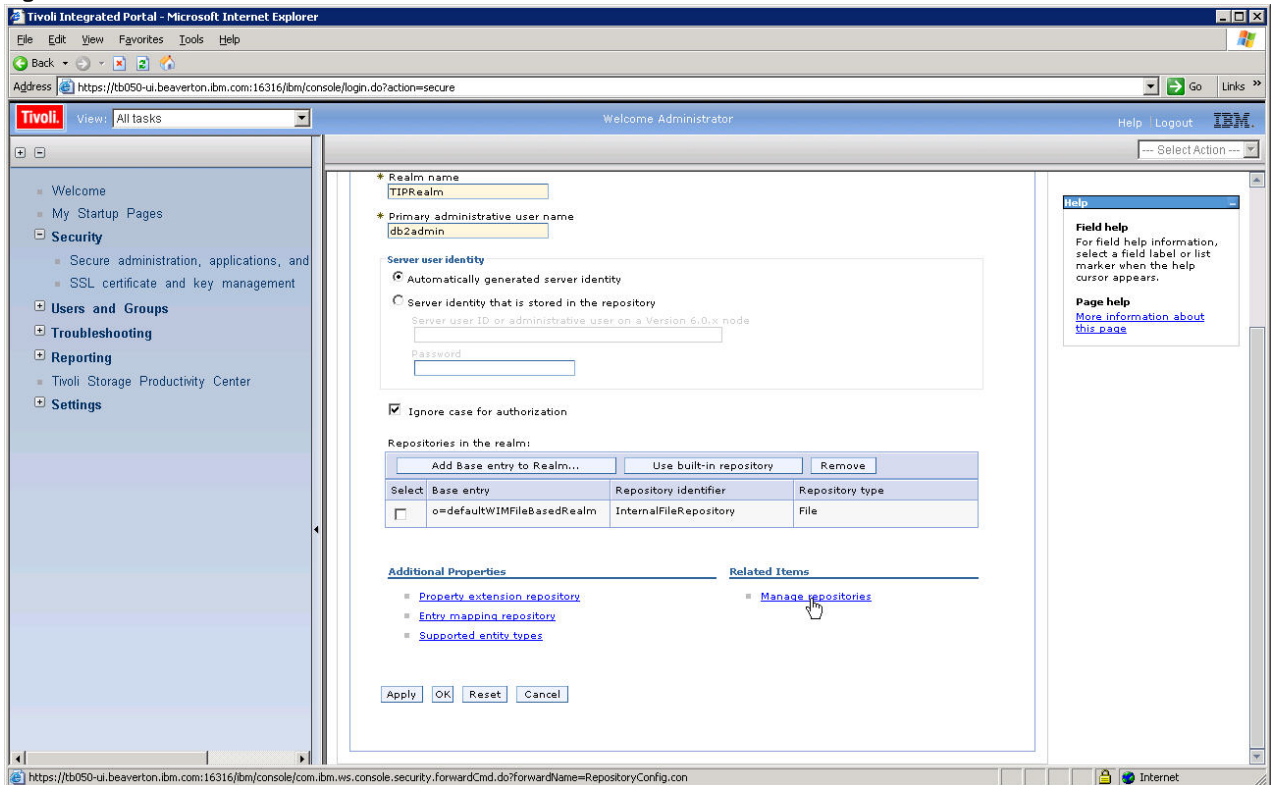 Tivoli Integrated Portal - Microsoft Internet Explorer
File Edit View Favorites Tools Help
Back
Address https://tb050-ui.beaverton.ibm.com:16316/ibm/console/login.do?action=secure Go Links »
Tivoli. View: All tasks Welcome Administrator Help Logout IBM.
--- Select Action ---
Welcome
My Startup Pages
Security
Secure administration, applications, and
SSL certificate and key management
Users and Groups
Troubleshooting
Reporting
Tivoli Storage Productivity Center
Settings
* Realm name
TIPRealm
* Primary administrative user name
db2admin
Server user identity
Automatically generated server identity
Server identity that is stored in the repository
Server user ID or administrative user on a Version 6.0.x node
Password
Ignore case for authorization
Repositories in the realm:
Add Base entry to Realm... Use built-in repository Remove
Select Base entry Repository identifier Repository type
o=defaultWIMFileBasedRealm InternalFileRepository File
Additional Properties
Property extension repository
Entry mapping repository
Supported entity types
Related Items
Manage repositories
Apply OK Reset Cancel
Help
Field help
For field help information,
select a field label or list
marker when the help
cursor appears.
Page help
More information about
this page
https://tb050-ui.beaverton.ibm.com:16316/ibm/console/com.ibm.ws.console.security.forwardCmd.do?forwardName=RepositoryConfig.con Internet